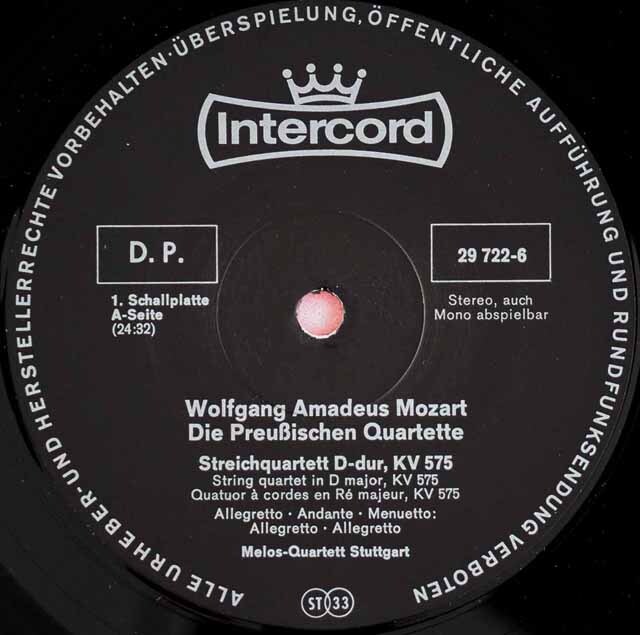 ALLE URHEBER- UND HERSTELLERRECHTE VORBEHALTEN · ÜBERSPIELUNG, ÖFFENTLICHE AUFFÜHRUNG UND RUNDFUNKSENDUNG VERBOTEN
Intercord
D. P.
29 722-6
1. Schallplatte
A-Seite
(24:32)
Stereo, auch
Mono abspielbar
Wolfgang Amadeus Mozart
Die Preußischen Quartette
Streichquartett D-dur, KV 575
String quartet in D major, KV 575
Quatuor à cordes en Ré majeur, KV 575
Allegretto · Andante · Menuetto:
Allegretto · Allegretto
Melos-Quartett Stuttgart
ST 33